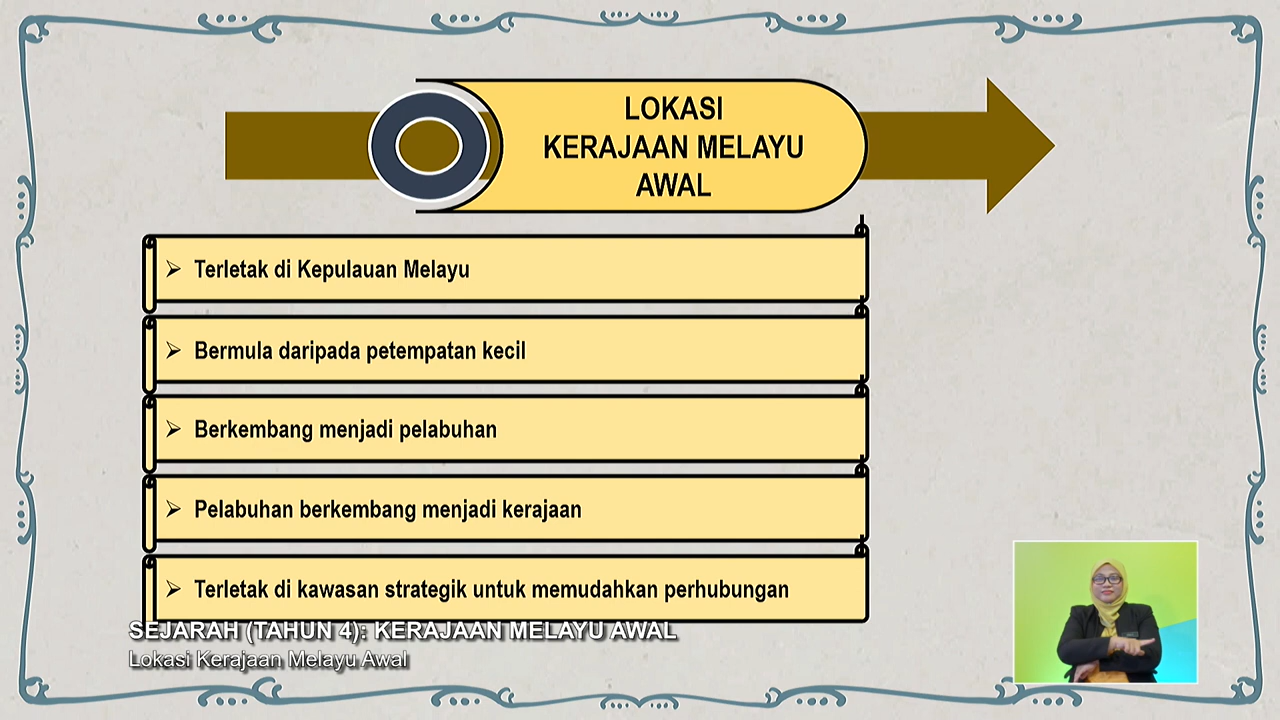 LOKASI
KERAJAAN MELAYU
AWAL
Terletak di Kepulauan Melayu
Bermula daripada petempatan kecil
Berkembang menjadi pelabuhan
Pelabuhan berkembang menjadi kerajaan
Terletak di kawasan strategik untuk memudahkan perhubungan
SEJARAH (TAHUN 4): KERAJAAN MELAYU AWAL
Lokasi Kerajaan Melayu Awal